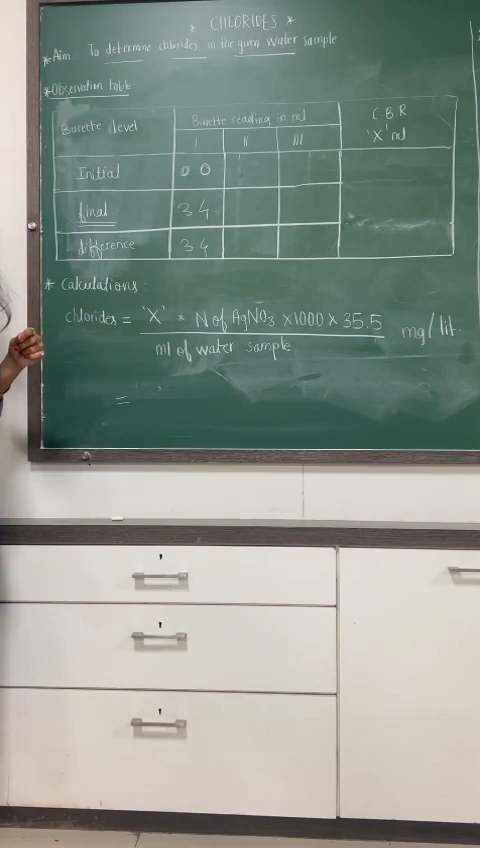 * CHLORIDES *
* Aim To determine chlorides in the given water sample
* Observation table
Burette level
Burette reading in ml
C.B.R
'X' ml
I II III
Initial 0 0
final 3 4
difference 3 4
* Calculations :
chlorides = 'X' × N of AgNO3 ×1000 × 35.5 mg/lit.
ml of water sample
=